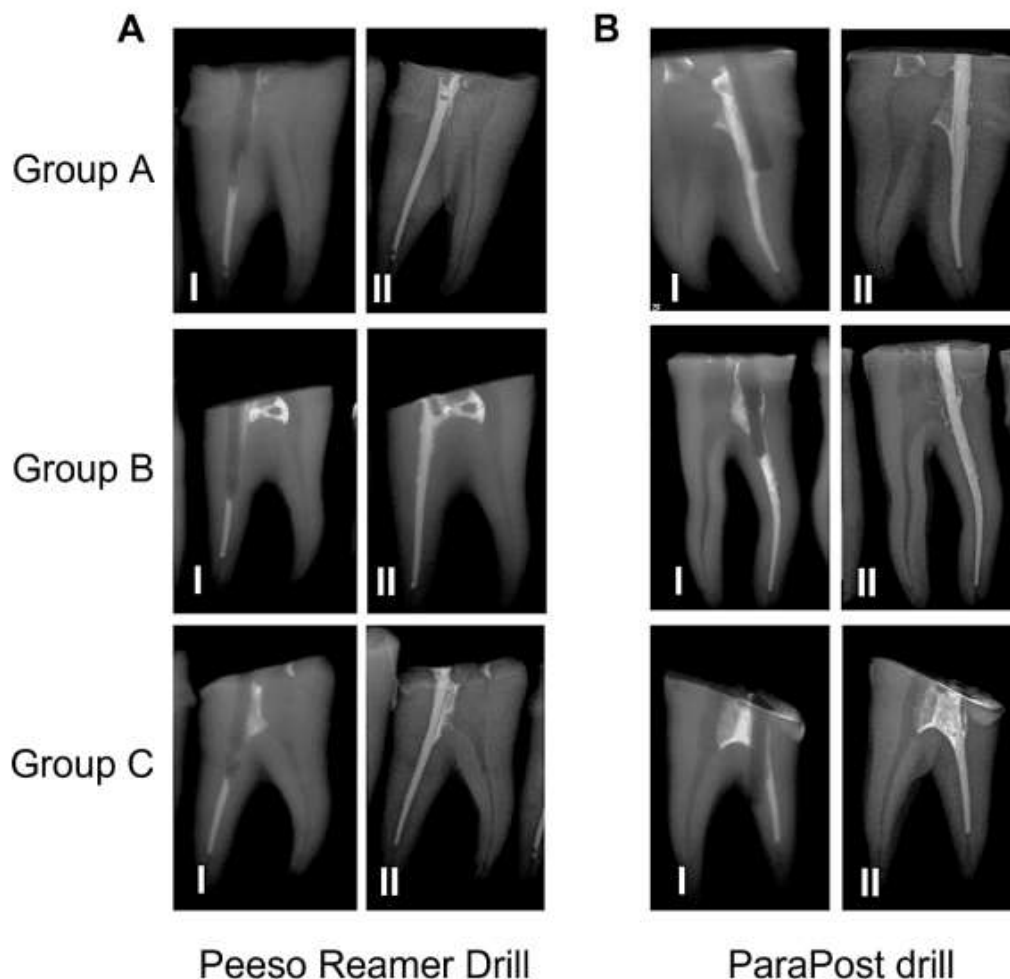 A
B
Group A
I
II
I
II
Group B
I
II
I
II
Group C
I
II
I
II
Peeso Reamer Drill
ParaPost drill